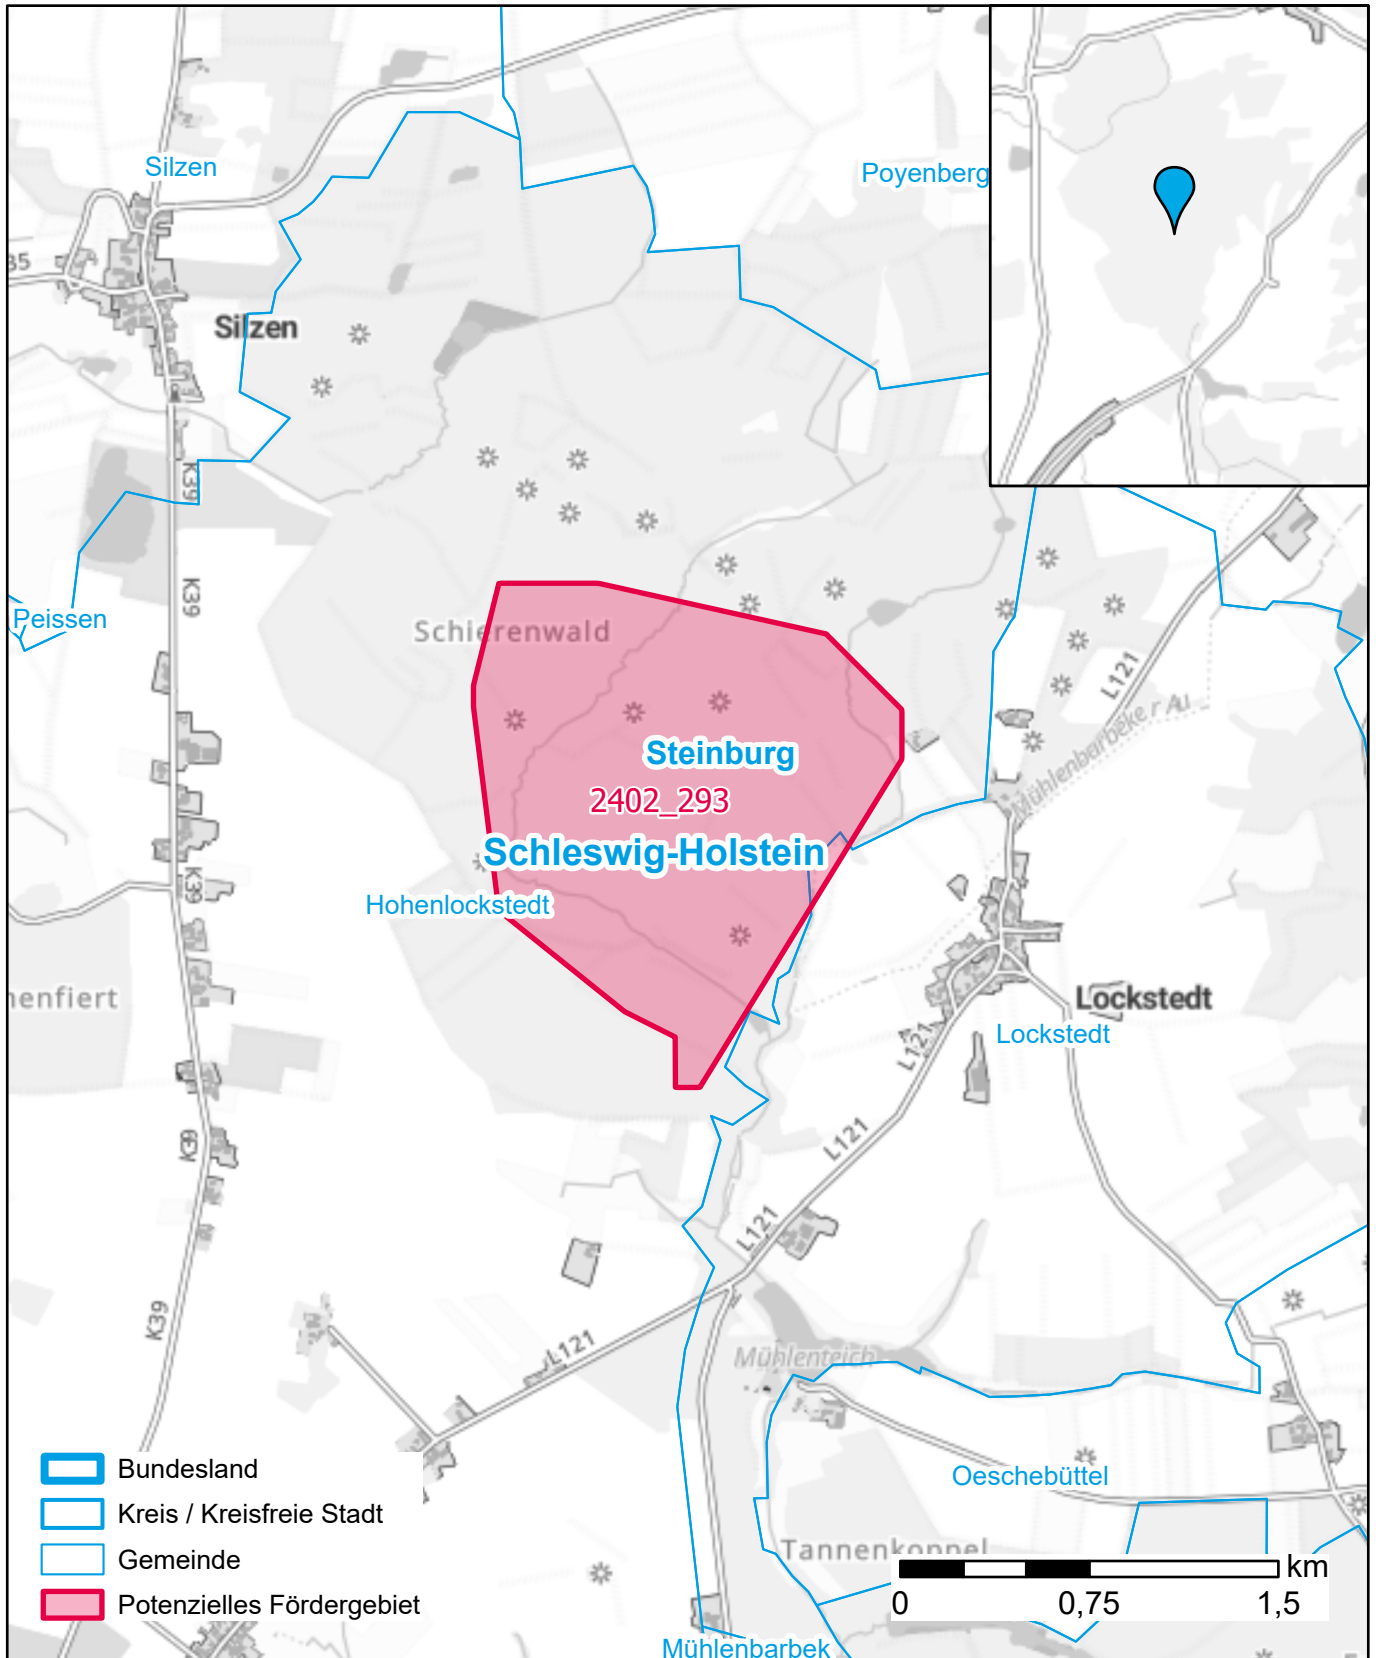 Silzen
Poyenberg
35
Silzen
K39
K39
Peissen
Schierenwald
L121
Mühlenbarbeker Au
Steinburg
2402_293
Schleswig-Holstein
K39
Hohenlockstedt
enfiert
Lockstedt
Lockstedt
L121
L121
K39
L121
K39
L121
Mühlenteich
Oeschebüttel
Tannenkoppel
Mühlenbarbek
Bundesland
Kreis / Kreisfreie Stadt
Gemeinde
Potenzielles Fördergebiet
km
0 0,75 1,5